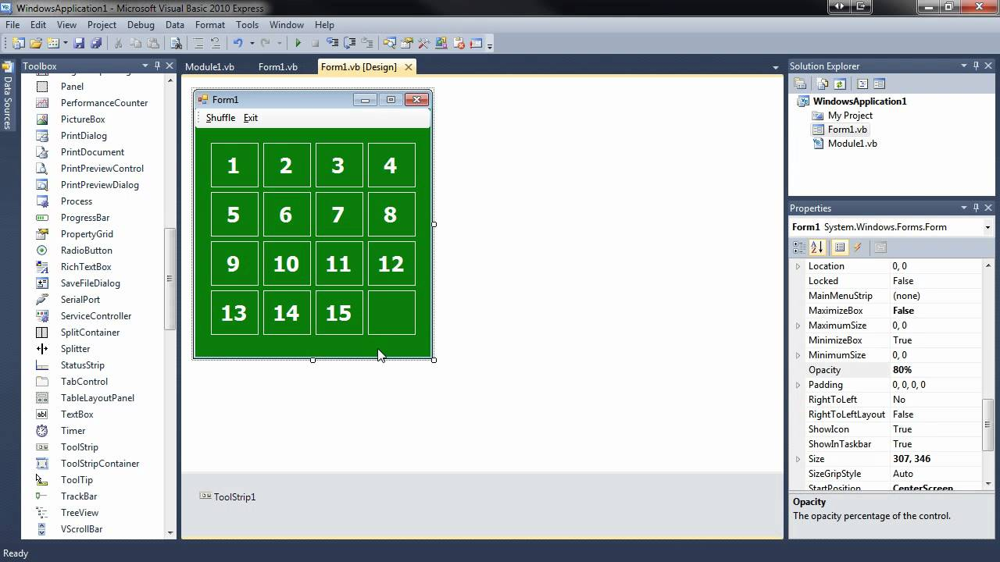 WindowsApplication1 - Microsoft Visual Basic 2010 Express
File Edit View Project Debug Format Data Tools Window Help
Data Sources
Toolbox
Panel
PerformanceCounter
PictureBox
PrintDialog
PrintDocument
PrintPreviewControl
PrintPreviewDialog
Process
ProgressBar
PropertyGrid
RadioButton
RichTextBox
SaveFileDialog
SerialPort
ServiceController
SplitContainer
Splitter
StatusStrip
TabControl
TableLayoutPanel
TextBox
Timer
ToolStrip
ToolStripContainer
ToolTip
TrackBar
TreeView
VScrollBar
Module1.vb Form1.vb Form1.vb [Design]
Form1
Shuffle Exit
1 2 3 4
5 6 7 8
9 10 11 12
13 14 15
ToolStrip1
Solution Explorer
WindowsApplication1
My Project
Form1.vb
Module1.vb
Properties
Form1 System.Windows.Forms.Form
Location 0, 0
Locked False
MainMenuStrip (none)
MaximizeBox False
MaximumSize 0, 0
MinimizeBox True
MinimumSize 0, 0
Opacity 80%
Padding 0, 0, 0, 0
RightToLeft No
RightToLeftLayout False
ShowIcon True
ShowInTaskbar True
Size 307, 346
SizeGripStyle Auto
StartPosition CenterScreen
Opacity
The opacity percentage of the control.
Ready